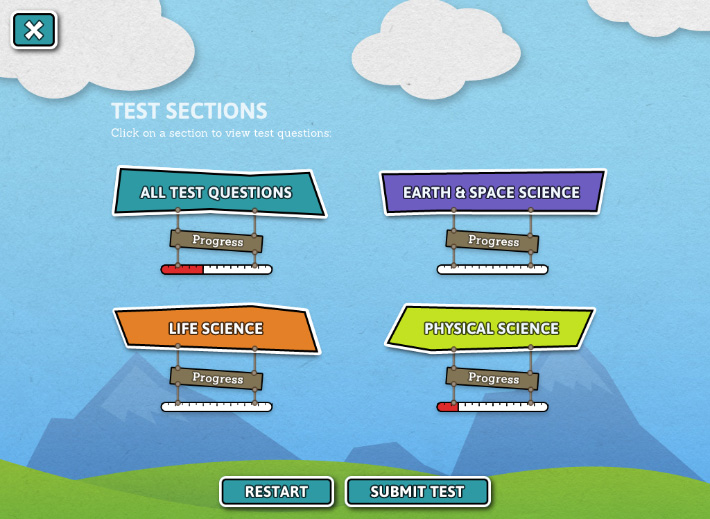 TEST SECTIONS
Click on a section to view test questions:
ALL TEST QUESTIONS
Progress
EARTH & SPACE SCIENCE
Progress
LIFE SCIENCE
Progress
PHYSICAL SCIENCE
Progress
RESTART
SUBMIT TEST